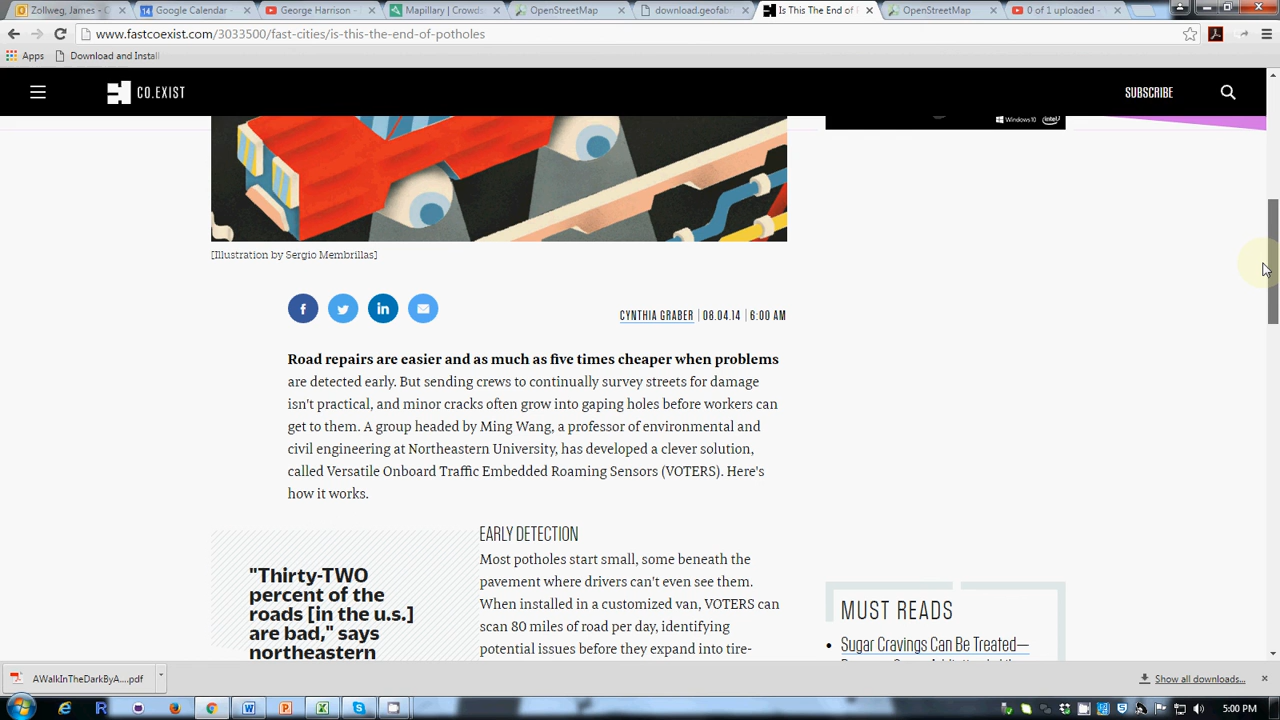 Zollweg, James - C
Google Calendar -
George Harrison -
Mapillary | Crowds
OpenStreetMap
download.geofab
Is This The End of
OpenStreetMap
0 of 1 uploaded -
www.fastcoexist.com/3033500/fast-cities/is-this-the-end-of-potholes
Apps
Download and Install
CO.EXIST
SUBSCRIBE
Windows 10
intel
[Illustration by Sergio Membrillas]
CYNTHIA GRABER | 08.04.14 | 6:00 AM
Road repairs are easier and as much as five times cheaper when problems
are detected early. But sending crews to continually survey streets for damage
isn't practical, and minor cracks often grow into gaping holes before workers can
get to them. A group headed by Ming Wang, a professor of environmental and
civil engineering at Northeastern University, has developed a clever solution,
called Versatile Onboard Traffic Embedded Roaming Sensors (VOTERS). Here's
how it works.
"Thirty-TWO
percent of the
roads [in the u.s.]
are bad," says
northeastern
EARLY DETECTION
Most potholes start small, some beneath the
pavement where drivers can't even see them.
When installed in a customized van, VOTERS can
scan 80 miles of road per day, identifying
potential issues before they expand into tire-
MUST READS
• Sugar Cravings Can Be Treated—
AWalkInTheDarkByA....pdf
Show all downloads...
5:00 PM